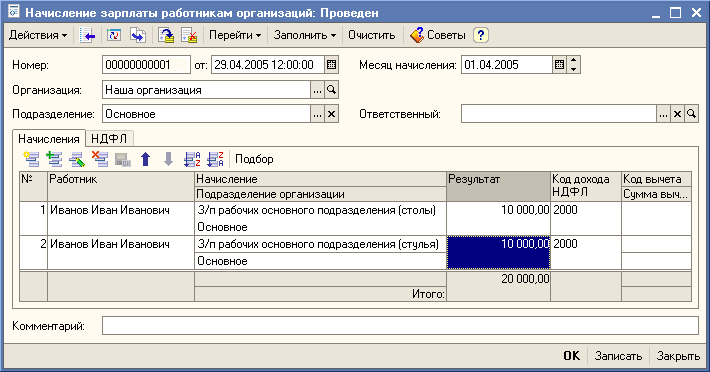 Начисление зарплаты работникам организаций: Проведен
Действия Перейти Заполнить Очистить Советы
Номер: 00000000001 от: 29.04.2005 12:00:00 Месяц начисления: 01.04.2005
Организация: Наша организация
Подразделение: Основное Ответственный:
Начисления НДФЛ
Подбор
№ Работник Начисление Результат Код дохода НДФЛ Код вычета
Подразделение организации Сумма выч...
1 Иванов Иван Иванович З/п рабочих основного подразделения (столы) 10 000,00 2000
Основное
2 Иванов Иван Иванович З/п рабочих основного подразделения (стулья) 10 000,00 2000
Основное
20 000,00
Итого:
Комментарий:
OK Записать Закрыть